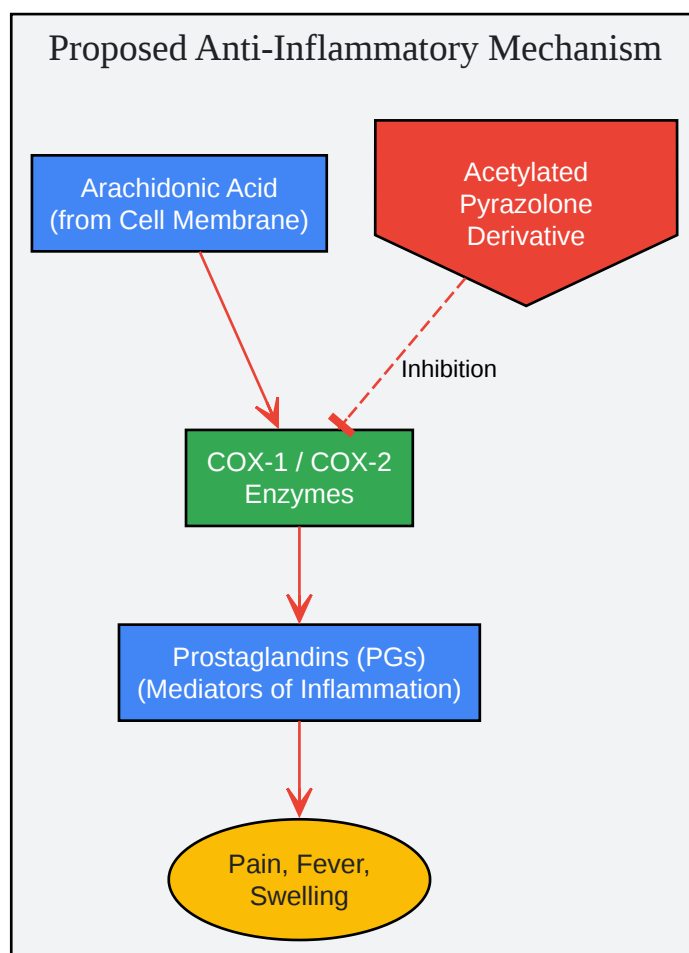 Proposed Anti-Inflammatory Mechanism
Arachidonic Acid
(from Cell Membrane)
Acetylated
Pyrazolone
Derivative
Inhibition
COX-1 / COX-2
Enzymes
Prostaglandins (PGs)
(Mediators of Inflammation)
Pain, Fever,
Swelling